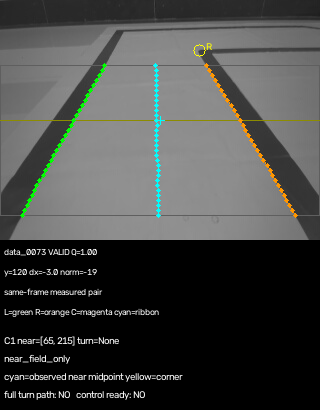 R
data_0073 VALID Q=1.00
y=120 dx=-3.0 norm=-19
same-frame measured pair
L=green R=orange C=magenta cyan=ribbon
C1 near=[65, 215] turn=None
near_field_only
cyan=observed near midpoint yellow=corner
full turn path: NO control ready: NO